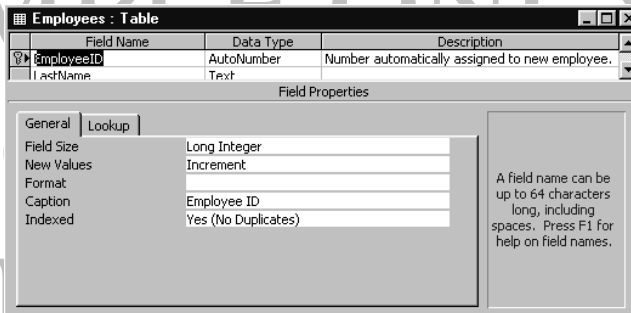 Employees : Table
Field Name Data Type Description
EmployeeID AutoNumber Number automatically assigned to new employee.
LastName Text
Field Properties
General Lookup
Field Size Long Integer
New Values Increment
Format
Caption Employee ID
Indexed Yes (No Duplicates)
A field name can be
up to 64 characters
long, including
spaces. Press F1 for
help on field names.